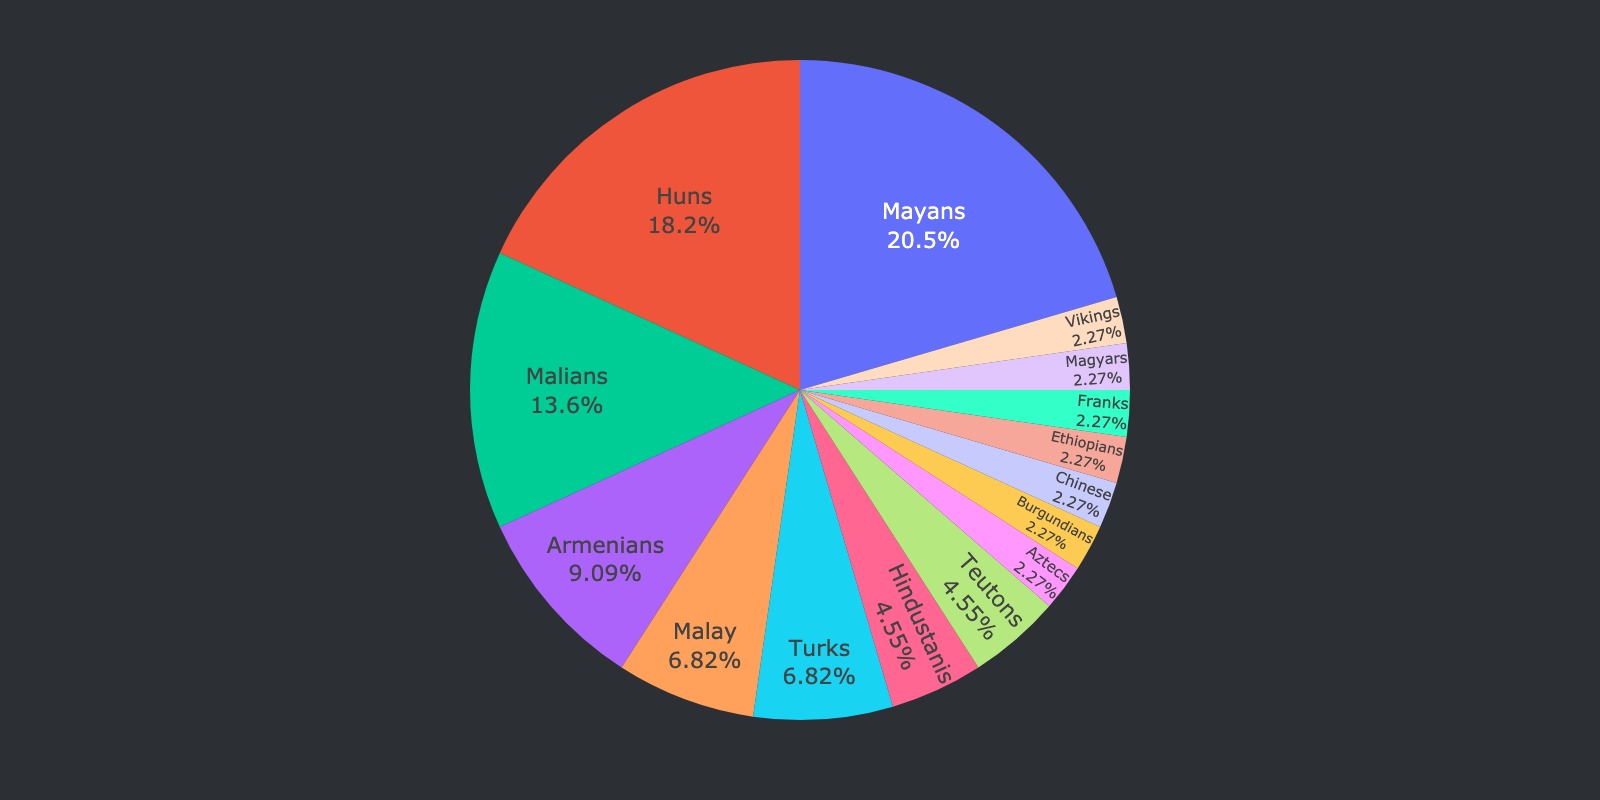 Huns
18.2%
Mayans
20.5%
Vikings
2.27%
Magyars
2.27%
Malians
13.6%
Franks
2.27%
Ethiopians
2.27%
Chinese
2.27%
Burgundians
2.27%
Aztecs
2.27%
Armenians
9.09%
Teutons
4.55%
Hindustanis
4.55%
Malay
6.82%
Turks
6.82%